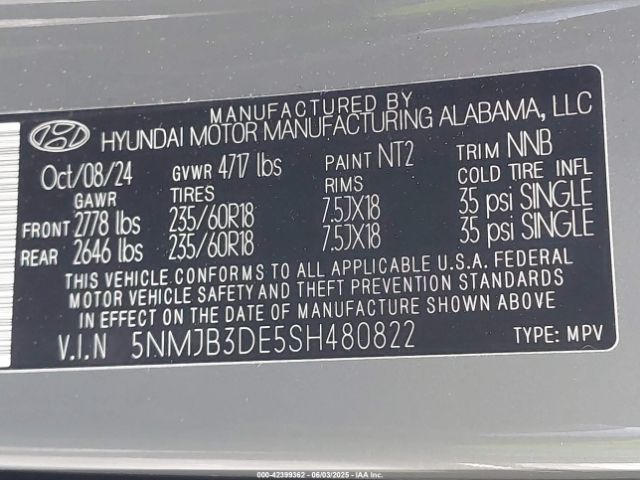 MANUFACTURED BY
HYUNDAI MOTOR MANUFACTURING ALABAMA, LLC
Oct/08/24 GVWR 4717 lbs PAINT NT2 TRIM NNB
GAWR TIRES RIMS COLD TIRE INFL
FRONT 2778 lbs 235/60R18 7.5JX18 35 psi SINGLE
REAR 2646 lbs 235/60R18 7.5JX18 35 psi SINGLE
THIS VEHICLE CONFORMS TO ALL APPLICABLE U.S.A. FEDERAL
MOTOR VEHICLE SAFETY AND THEFT PREVENTION STANDARDS
IN EFFECT ON THE DATE OF MANUFACTURE SHOWN ABOVE
V.I.N 5NMJB3DE5SH480822 TYPE: MPV
000-42399362 - 06/03/2025 - IAA Inc.